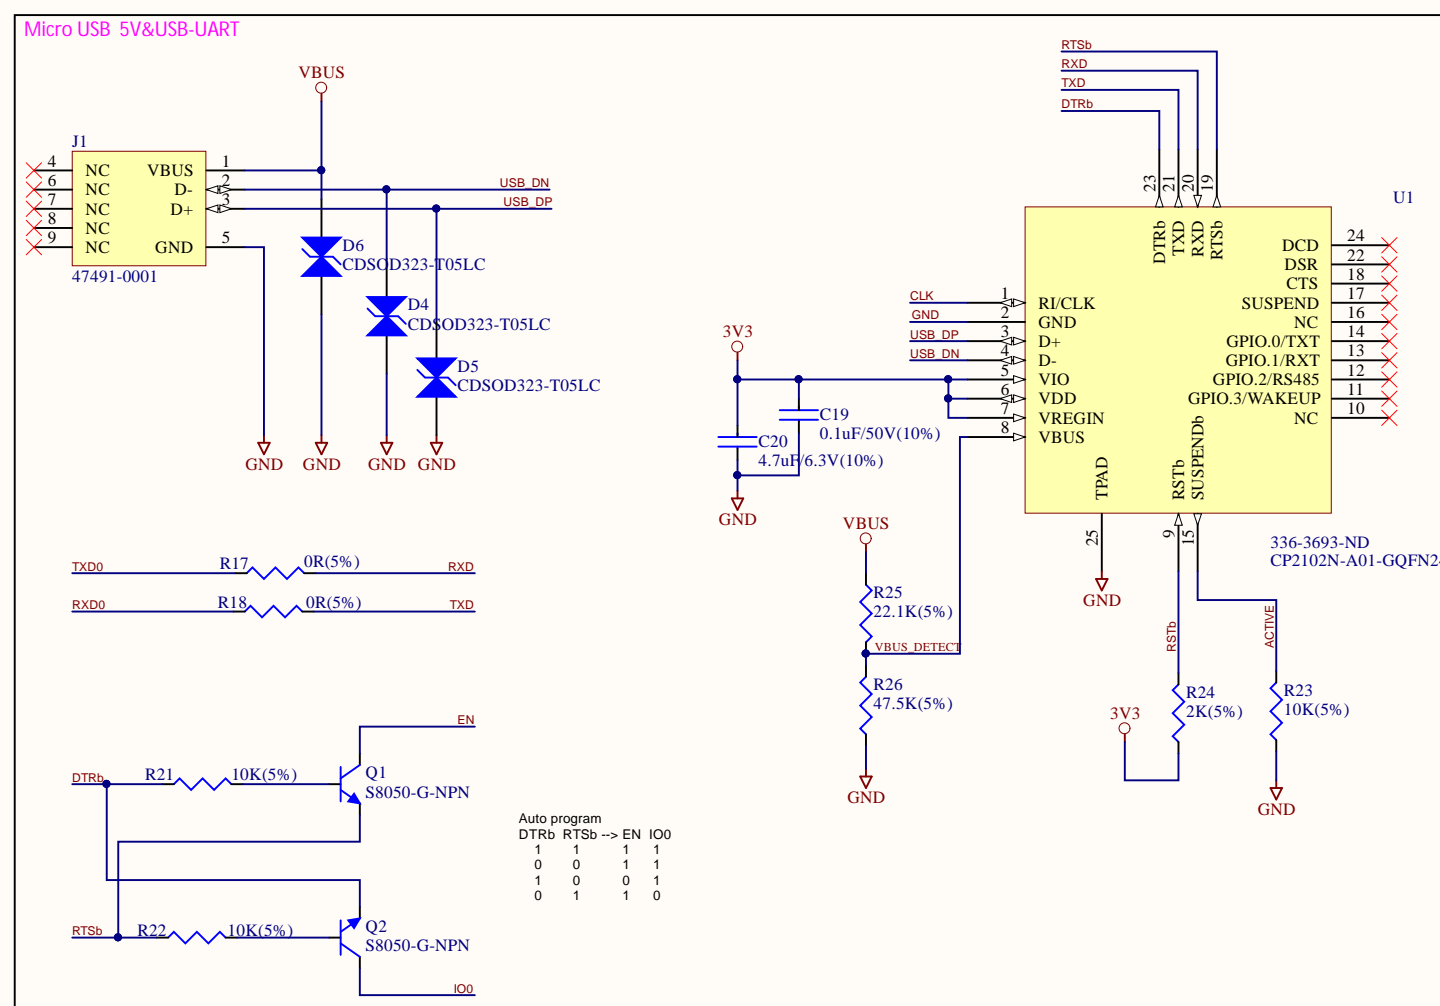 Micro USB 5V&USB-UART
VBUS
J1
4 NC VBUS 1
6 NC D- 2
7 NC D+ 3
8 NC
9 NC GND 5
47491-0001
USB_DN
USB_DP
D6
CDSOD323-T05LC
D4
CDSOD323-T05LC
D5
CDSOD323-T05LC
GND GND GND GND
RTSb
RXD
TXD
DTRb
23 21 20 19
DTRb TXD RXD RTSb
U1
CLK 1 RI/CLK
GND 2 GND
USB_DP 3 D+
USB_DN 4 D-
5 VIO
6 VDD
7 VREGIN
8 VBUS
DCD 24
DSR 22
CTS 18
SUSPEND 17
NC 16
GPIO.0/TXT 14
GPIO.1/RXT 13
GPIO.2/RS485 12
GPIO.3/WAKEUP 11
NC 10
TPAD RSTb SUSPENDb
25 9 15
336-3693-ND
CP2102N-A01-GQFN2
GND
3V3
C19
0.1uF/50V(10%)
C20
4.7uF/6.3V(10%)
GND
VBUS
R25
22.1K(5%)
VBUS_DETECT
R26
47.5K(5%)
GND
RSTb
ACTIVE
R24
2K(5%)
3V3
R23
10K(5%)
GND
TXD0 R17 0R(5%) RXD
RXD0 R18 0R(5%) TXD
EN
DTRb R21 10K(5%)
Q1
S8050-G-NPN
RTSb R22 10K(5%)
Q2
S8050-G-NPN
IO0
Auto program
DTRb RTSb --> EN IO0
1 1 1 1
0 0 1 1
1 0 0 1
0 1 1 0